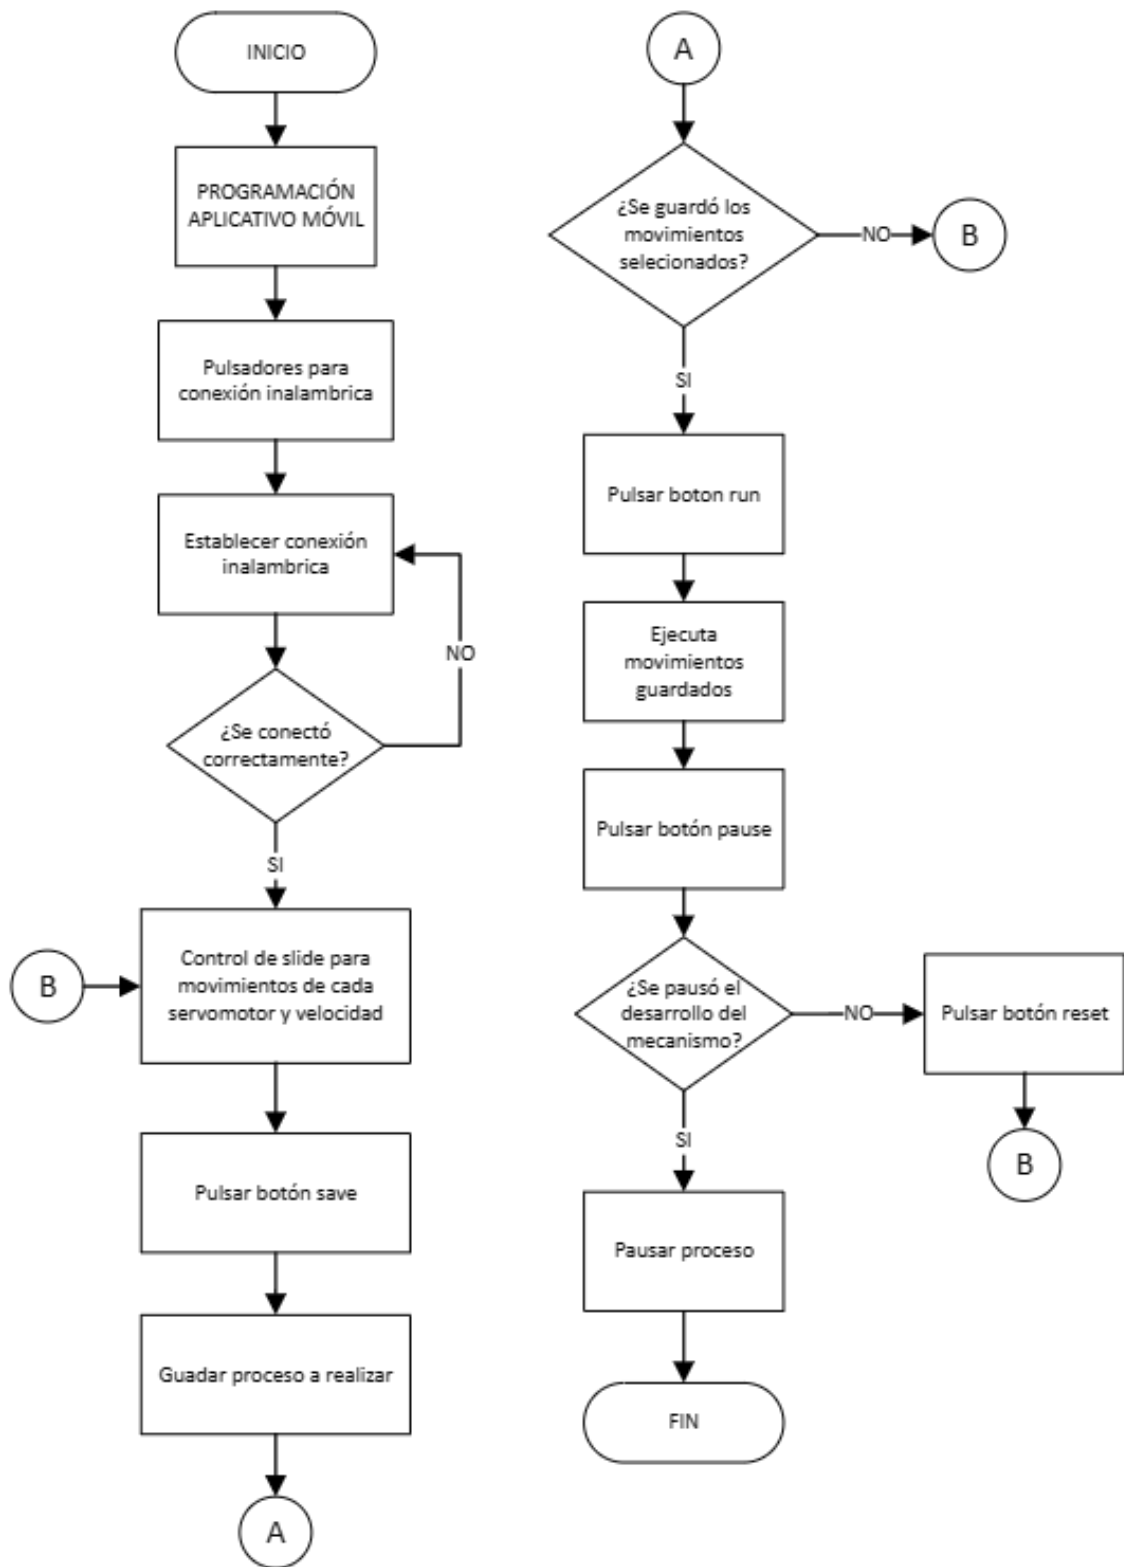 INICIO
PROGRAMACIÓN
APLICATIVO MÓVIL
Pulsadores para
conexión inalambrica
Establecer conexión
inalambrica
NO
¿Se conectó
correctamente?
SI
B
Control de slide para
movimientos de cada
servomotor y velocidad
Pulsar botón save
Guadar proceso a realizar
A
A
¿Se guardó los
movimientos
selecionados?
NO
B
SI
Pulsar boton run
Ejecuta
movimientos
guardados
Pulsar botón pause
¿Se pausó el
desarrollo del
mecanismo?
NO
Pulsar botón reset
B
SI
Pausar proceso
FIN